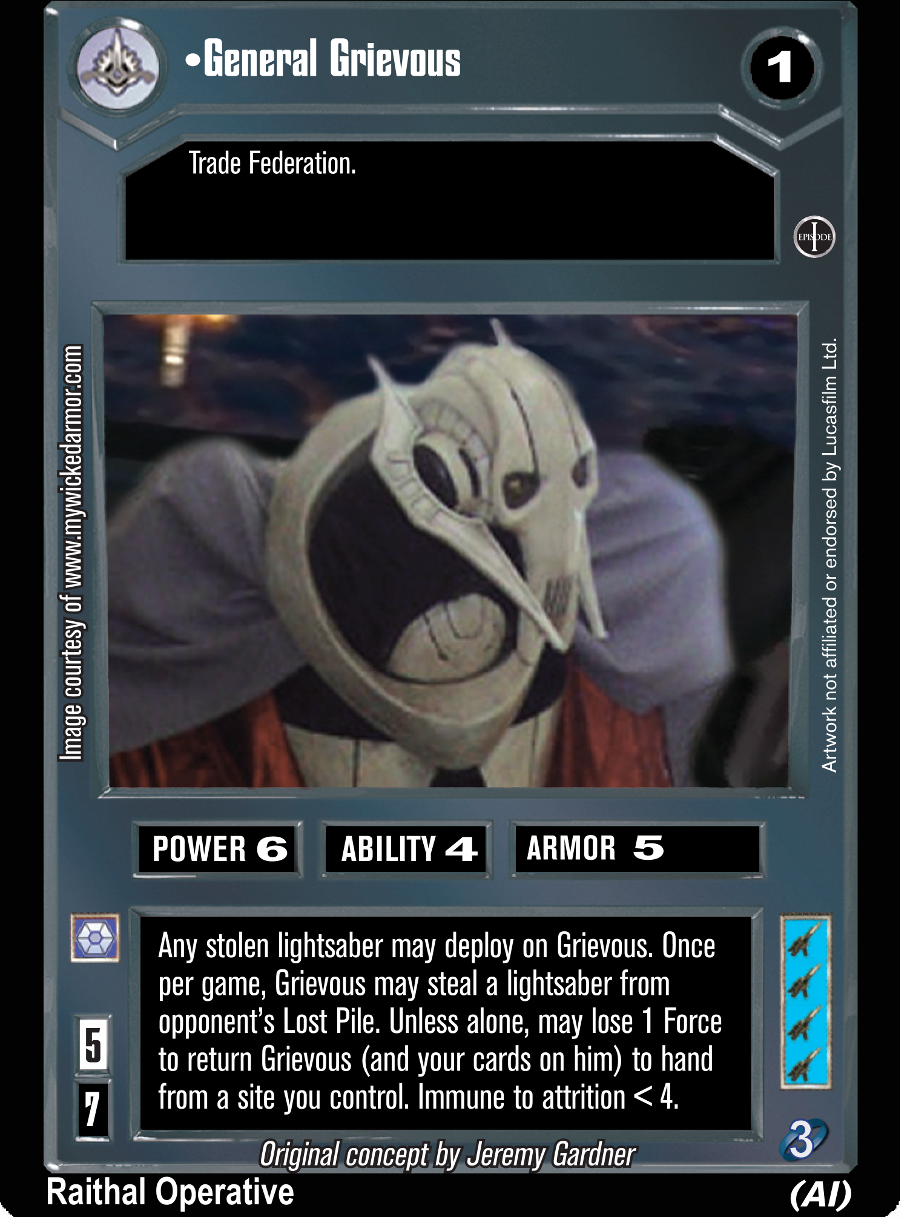 •General Grievous
1
Trade Federation.
EPISODE
I
Image courtesy of www.mywickedarmor.com
Artwork not affiliated or endorsed by Lucasfilm Ltd.
POWER 6
ABILITY 4
ARMOR 5
Any stolen lightsaber may deploy on Grievous. Once
per game, Grievous may steal a lightsaber from
opponent's Lost Pile. Unless alone, may lose 1 Force
to return Grievous (and your cards on him) to hand
from a site you control. Immune to attrition < 4.
5
7
3
Original concept by Jeremy Gardner
Raithal Operative
(AI)